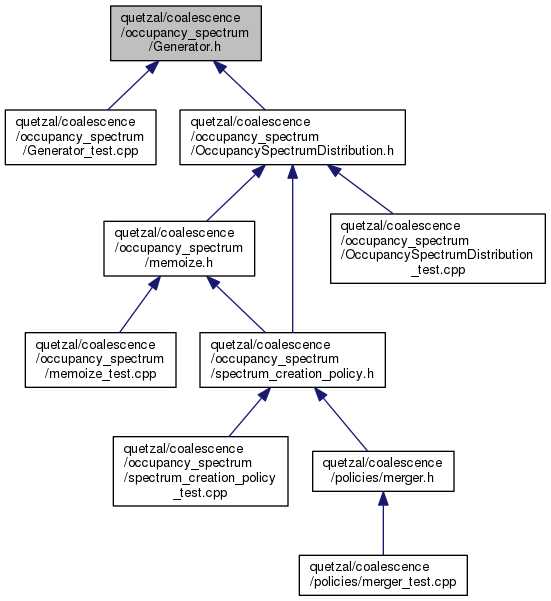 quetzal/coalescence
/occupancy_spectrum
/Generator.h
quetzal/coalescence
/occupancy_spectrum
/Generator_test.cpp
quetzal/coalescence
/occupancy_spectrum
/OccupancySpectrumDistribution.h
quetzal/coalescence
/occupancy_spectrum
/memoize.h
quetzal/coalescence
/occupancy_spectrum
/OccupancySpectrumDistribution
_test.cpp
quetzal/coalescence
/occupancy_spectrum
/memoize_test.cpp
quetzal/coalescence
/occupancy_spectrum
/spectrum_creation_policy.h
quetzal/coalescence
/occupancy_spectrum
/spectrum_creation_policy
_test.cpp
quetzal/coalescence
/policies/merger.h
quetzal/coalescence
/policies/merger_test.cpp